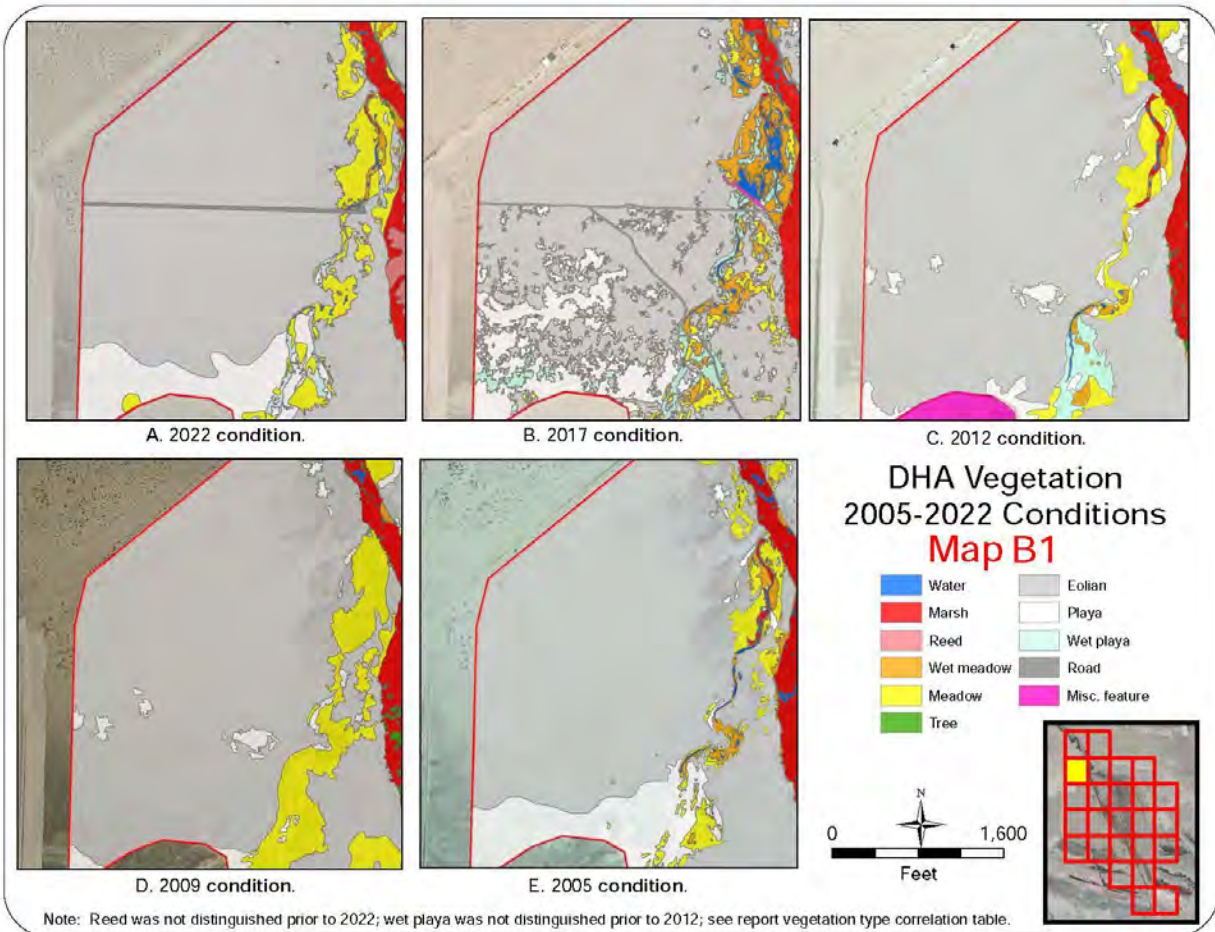 A. 2022 condition.
B. 2017 condition.
C. 2012 condition.
D. 2009 condition.
E. 2005 condition.
DHA Vegetation
2005-2022 Conditions
Map B1
Water
Marsh
Reed
Wet meadow
Meadow
Tree
Eolian
Playa
Wet playa
Road
Misc. feature
N
0 1,600
Feet
Note: Reed was not distinguished prior to 2022; wet playa was not distinguished prior to 2012; see report vegetation type correlation table.